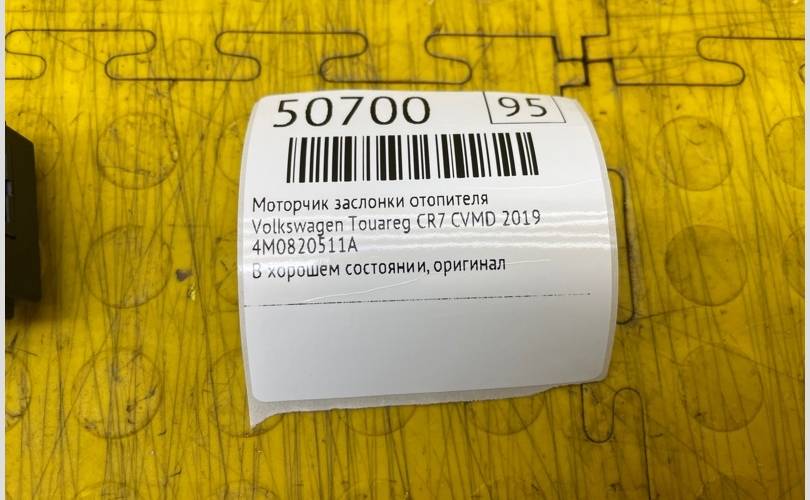 50700 95
Моторчик заслонки отопителя
Volkswagen Touareg CR7 CVMD 2019
4M0820511A
В хорошем состоянии, оригинал